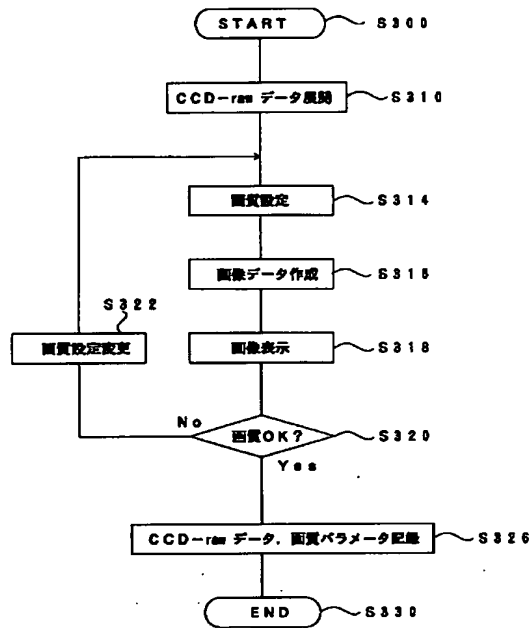 START
S300
CCD-raw データ展開
S310
画質設定
S314
画像データ作成
S316
S322
画質設定変更
画像表示
S318
No
画質OK?
S320
Yes
CCD-raw データ, 画質パラメータ記録
S326
END
S330